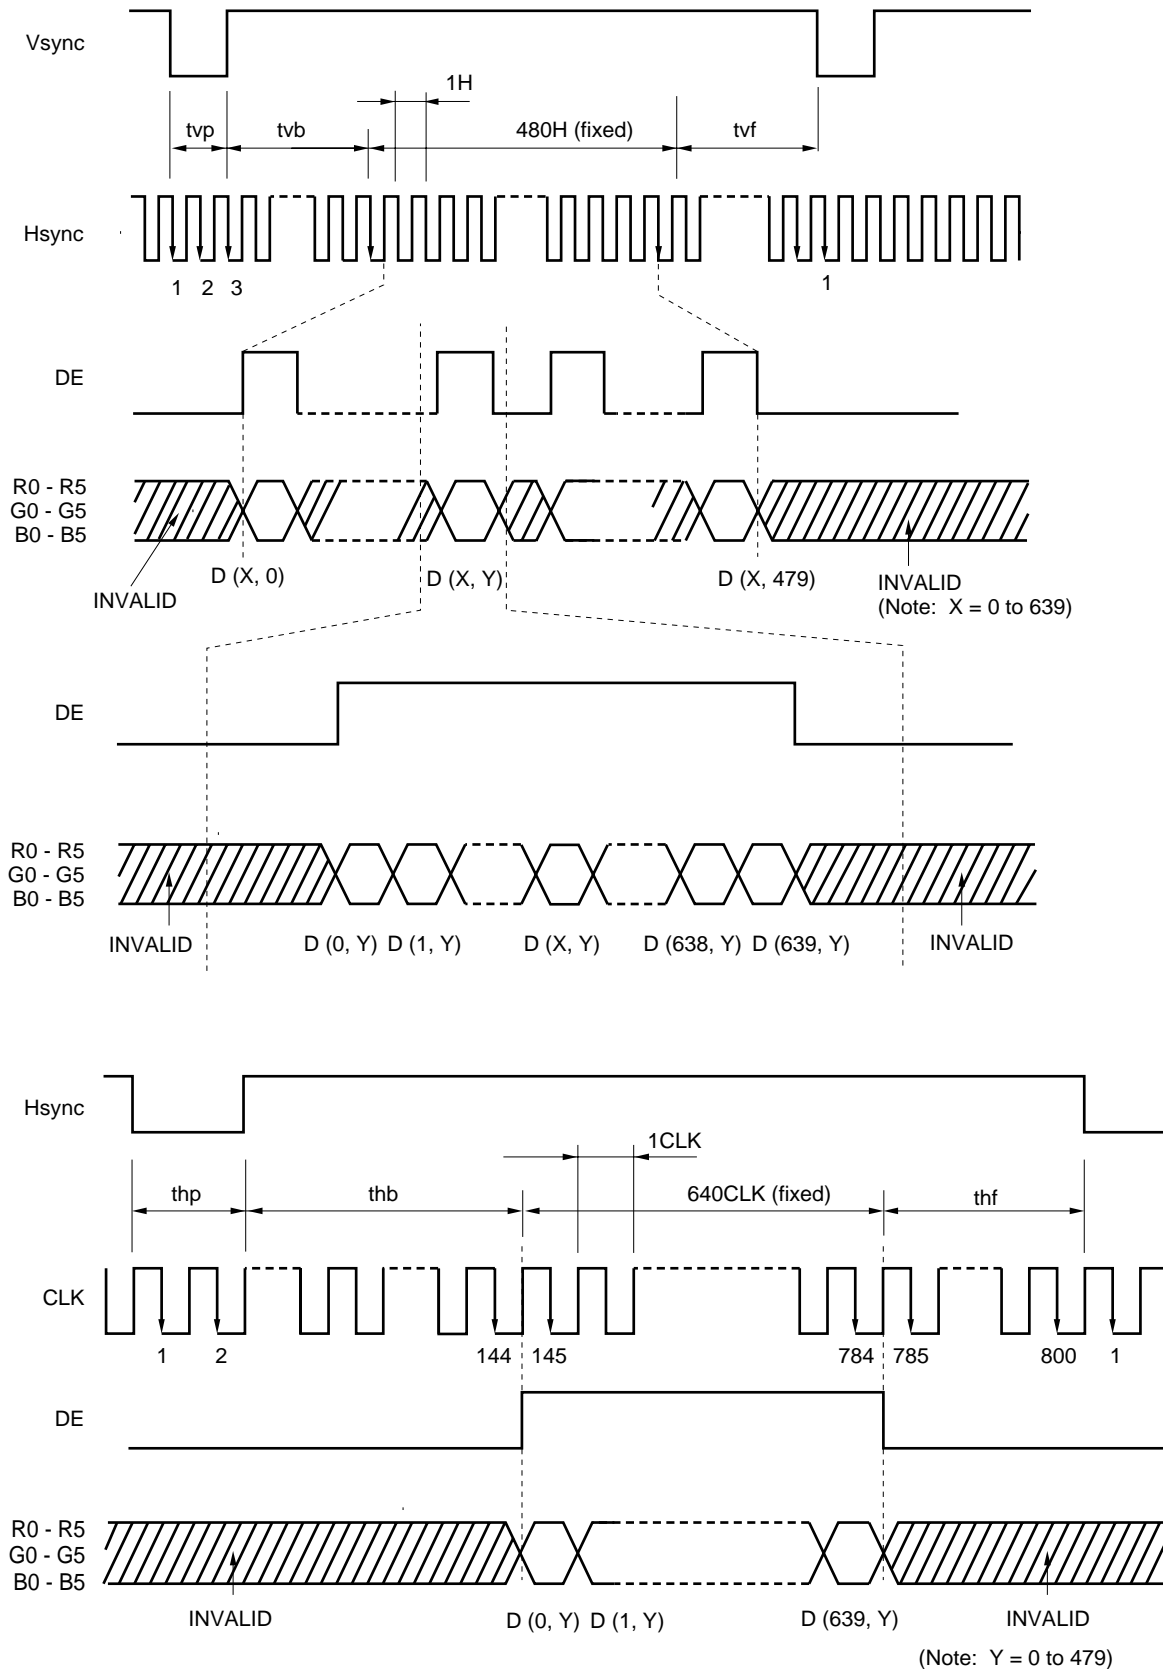 Vsync
1H
tvp tvb 480H (fixed) tvf
Hsync
1 2 3 1
DE
R0 - R5
G0 - G5
B0 - B5
D (X, 0) D (X, Y) D (X, 479) INVALID
INVALID (Note: X = 0 to 639)
DE
R0 - R5
G0 - G5
B0 - B5
INVALID D (0, Y) D (1, Y) D (X, Y) D (638, Y) D (639, Y) INVALID
Hsync
1CLK
thp thb 640CLK (fixed) thf
CLK
1 2 144 145 784 785 800 1
DE
R0 - R5
G0 - G5
B0 - B5
INVALID D (0, Y) D (1, Y) D (639, Y) INVALID
(Note: Y = 0 to 479)